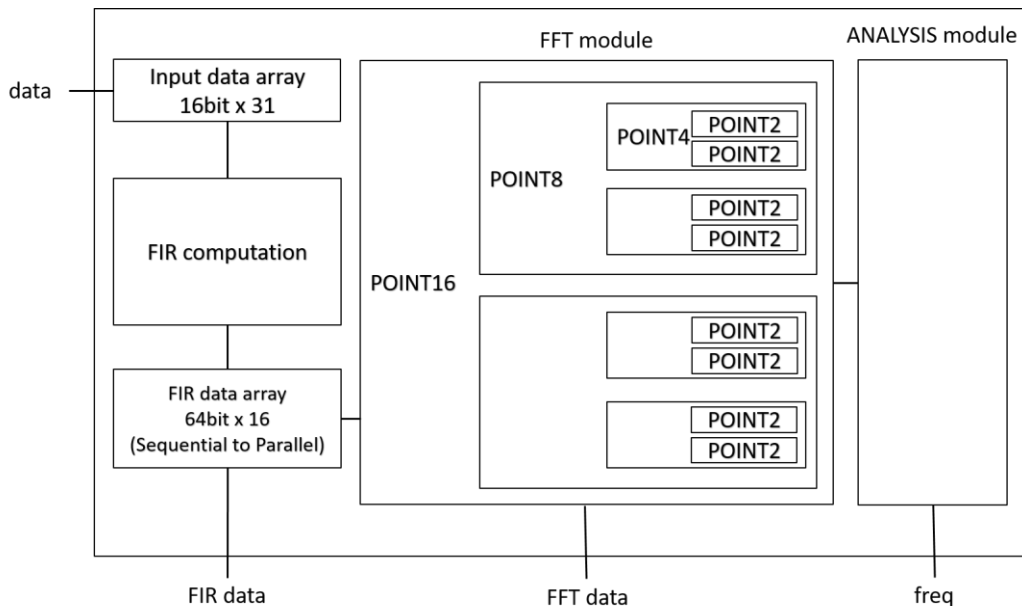 FFT module
ANALYSIS module
data
Input data array
16bit x 31
FIR computation
FIR data array
64bit x 16
(Sequential to Parallel)
POINT16
POINT8
POINT4
POINT2
POINT2
POINT2
POINT2
POINT2
POINT2
POINT2
POINT2
FIR data
FFT data
freq